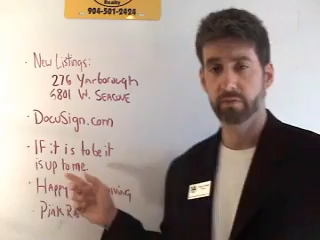 Realty
904-501-2424
· New Listings:
276 Yarborough
6801 W. SEACOVE
· DocuSign.com
· IF it is to be it
is up to me.
· Happy
· Pink